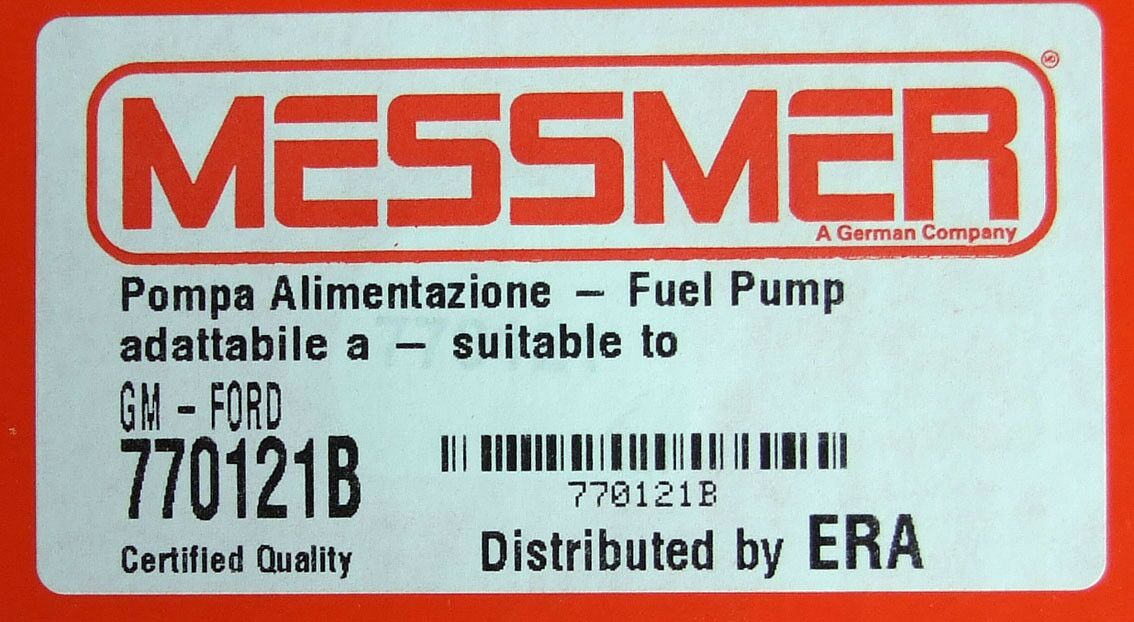 MESSMER ®
A German Company
Pompa Alimentazione – Fuel Pump
adattabile a – suitable to
GM - FORD
770121B
770121B
Certified Quality
Distributed by ERA